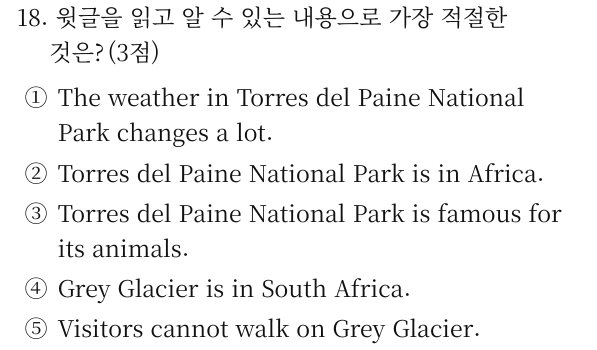 18. 윗글을 읽고 알 수 있는 내용으로 가장 적절한
것은? (3점)
① The weather in Torres del Paine National
Park changes a lot.
② Torres del Paine National Park is in Africa.
③ Torres del Paine National Park is famous for
its animals.
④ Grey Glacier is in South Africa.
⑤ Visitors cannot walk on Grey Glacier.